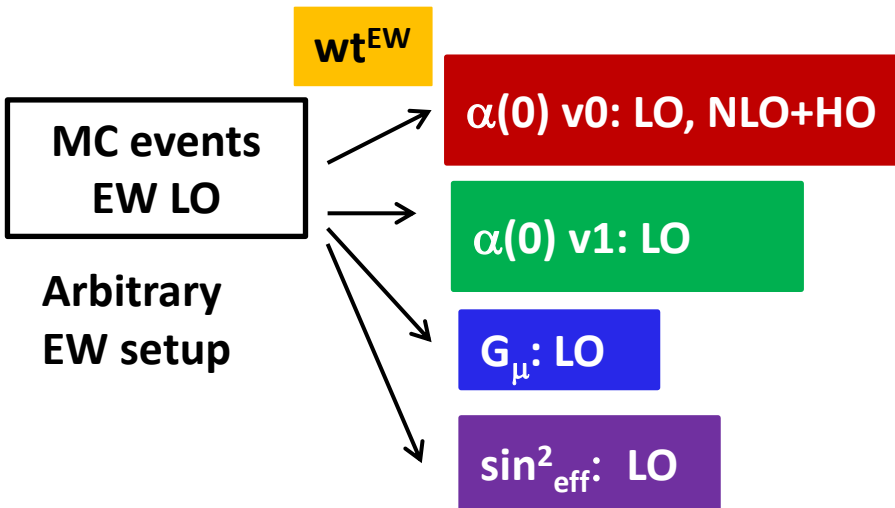 wt^EW
MC events
EW LO
Arbitrary
EW setup
α(0) v0: LO, NLO+HO
α(0) v1: LO
G_μ: LO
sin²_eff: LO